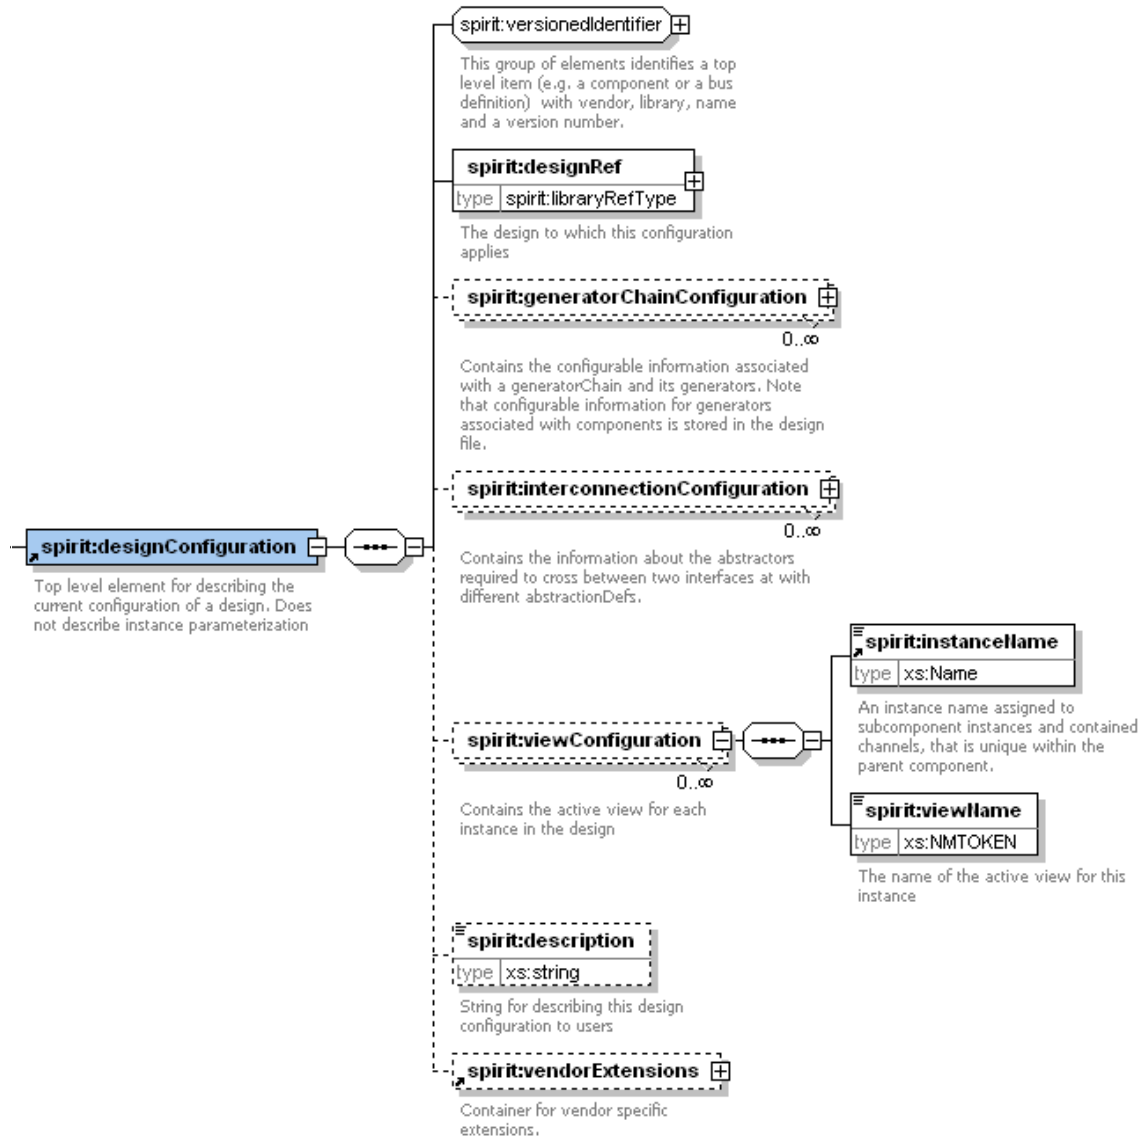 spirit:versionedIdentifier
This group of elements identifies a top
level item (e.g. a component or a bus
definition)  with vendor, library, name
and a version number.
spirit:designRef
type spirit:libraryRefType
The design to which this configuration
applies
spirit:generatorChainConfiguration
0..∞
Contains the configurable information associated
with a generatorChain and its generators. Note
that configurable information for generators
associated with components is stored in the design
file.
spirit:interconnectionConfiguration
0..∞
Contains the information about the abstractors
required to cross between two interfaces at with
different abstractionDefs.
spirit:designConfiguration
Top level element for describing the
current configuration of a design. Does
not describe instance parameterization
spirit:viewConfiguration
0..∞
Contains the active view for each
instance in the design
spirit:instanceName
type xs:Name
An instance name assigned to
subcomponent instances and contained
channels, that is unique within the
parent component.
spirit:viewName
type xs:NMTOKEN
The name of the active view for this
instance
spirit:description
type xs:string
String for describing this design
configuration to users
spirit:vendorExtensions
Container for vendor specific
extensions.